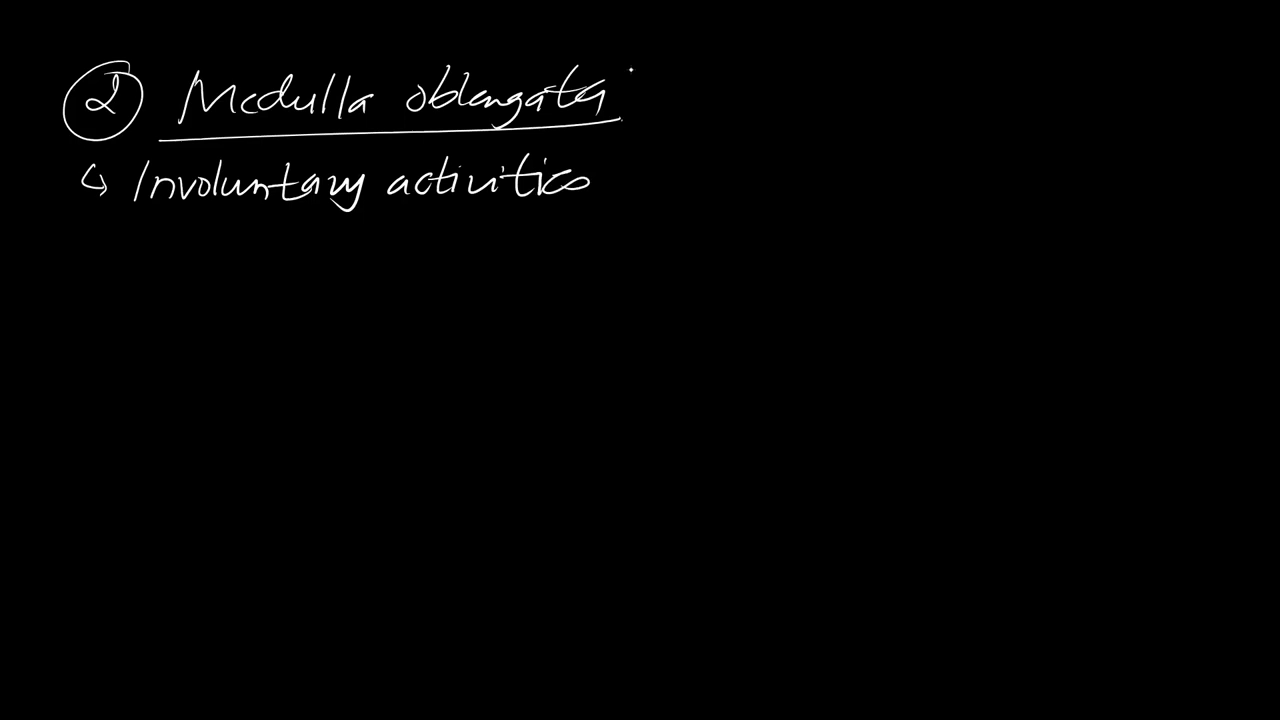 ② Medulla oblongata
↳ Involuntary activities